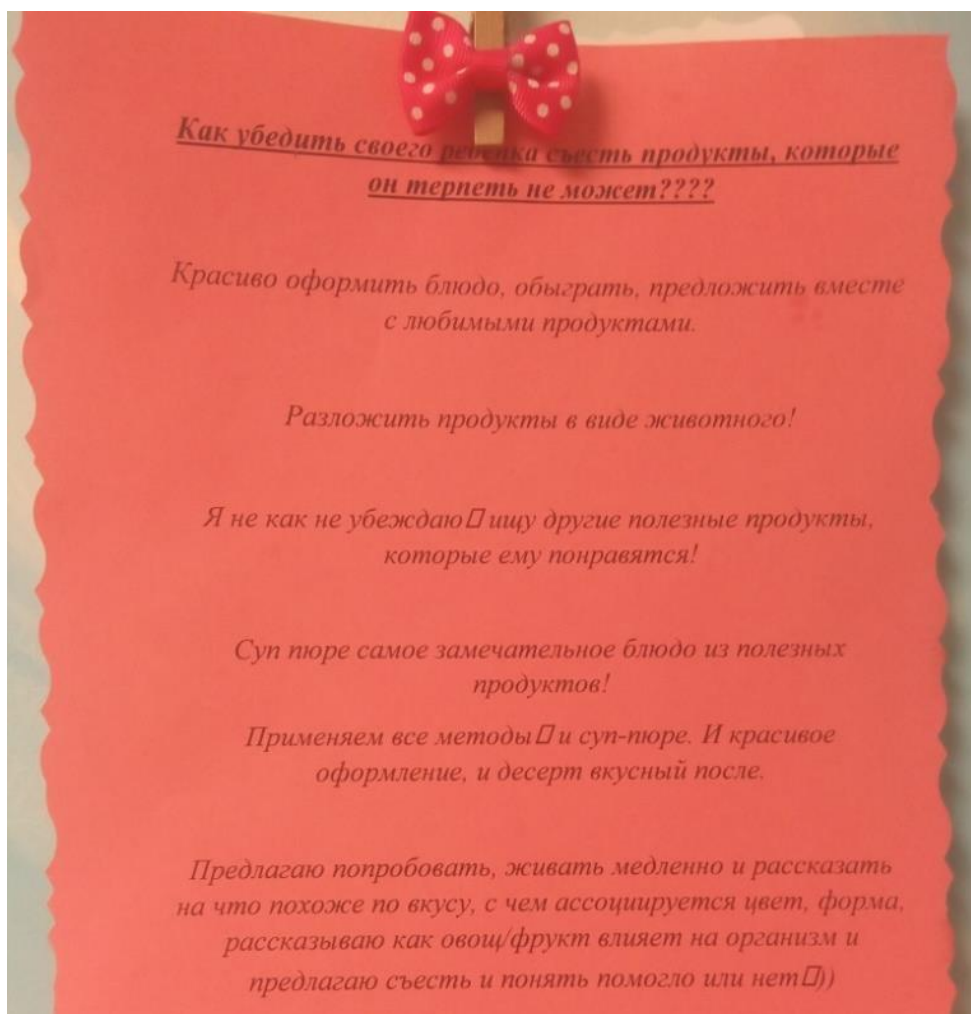 Как убедить своего ребенка съесть продукты, которые
он терпеть не может????
Красиво оформить блюдо, обыграть, предложить вместе
с любимыми продуктами.
Разложить продукты в виде животного!
Я не как не убеждаю▯ ищу другие полезные продукты,
которые ему понравятся!
Суп пюре самое замечательное блюдо из полезных
продуктов!
Применяем все методы▯ и суп-пюре. И красивое
оформление, и десерт вкусный после.
Предлагаю попробовать, живать медленно и рассказать
на что похоже по вкусу, с чем ассоциируется цвет, форма,
рассказываю как овощ/фрукт влияет на организм и
предлагаю съесть и понять помогло или нет▯))